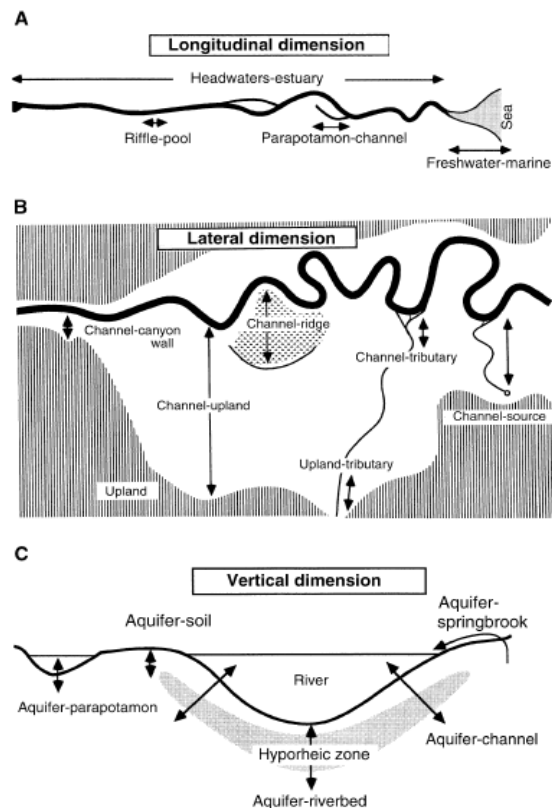 A
Longitudinal dimension
Headwaters-estuary
Riffle-pool
Parapotamon-channel
Sea
Freshwater-marine
B
Lateral dimension
Channel-canyon
wall
Channel-ridge
Channel-tributary
Channel-upland
Channel-source
Upland-tributary
Upland
C
Vertical dimension
Aquifer-soil
Aquifer-
springbrook
River
Aquifer-parapotamon
Aquifer-channel
Hyporheic zone
Aquifer-riverbed